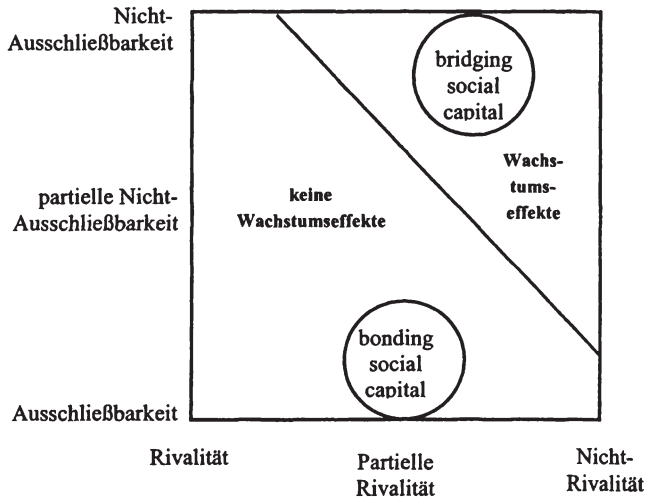 Nicht-
Ausschließbarkeit
bridging
social
capital
Wachs-
tums-
effekte
partielle Nicht-
Ausschließbarkeit
keine
Wachstumseffekte
bonding
social
capital
Ausschließbarkeit
Rivalität
Partielle
Rivalität
Nicht-
Rivalität